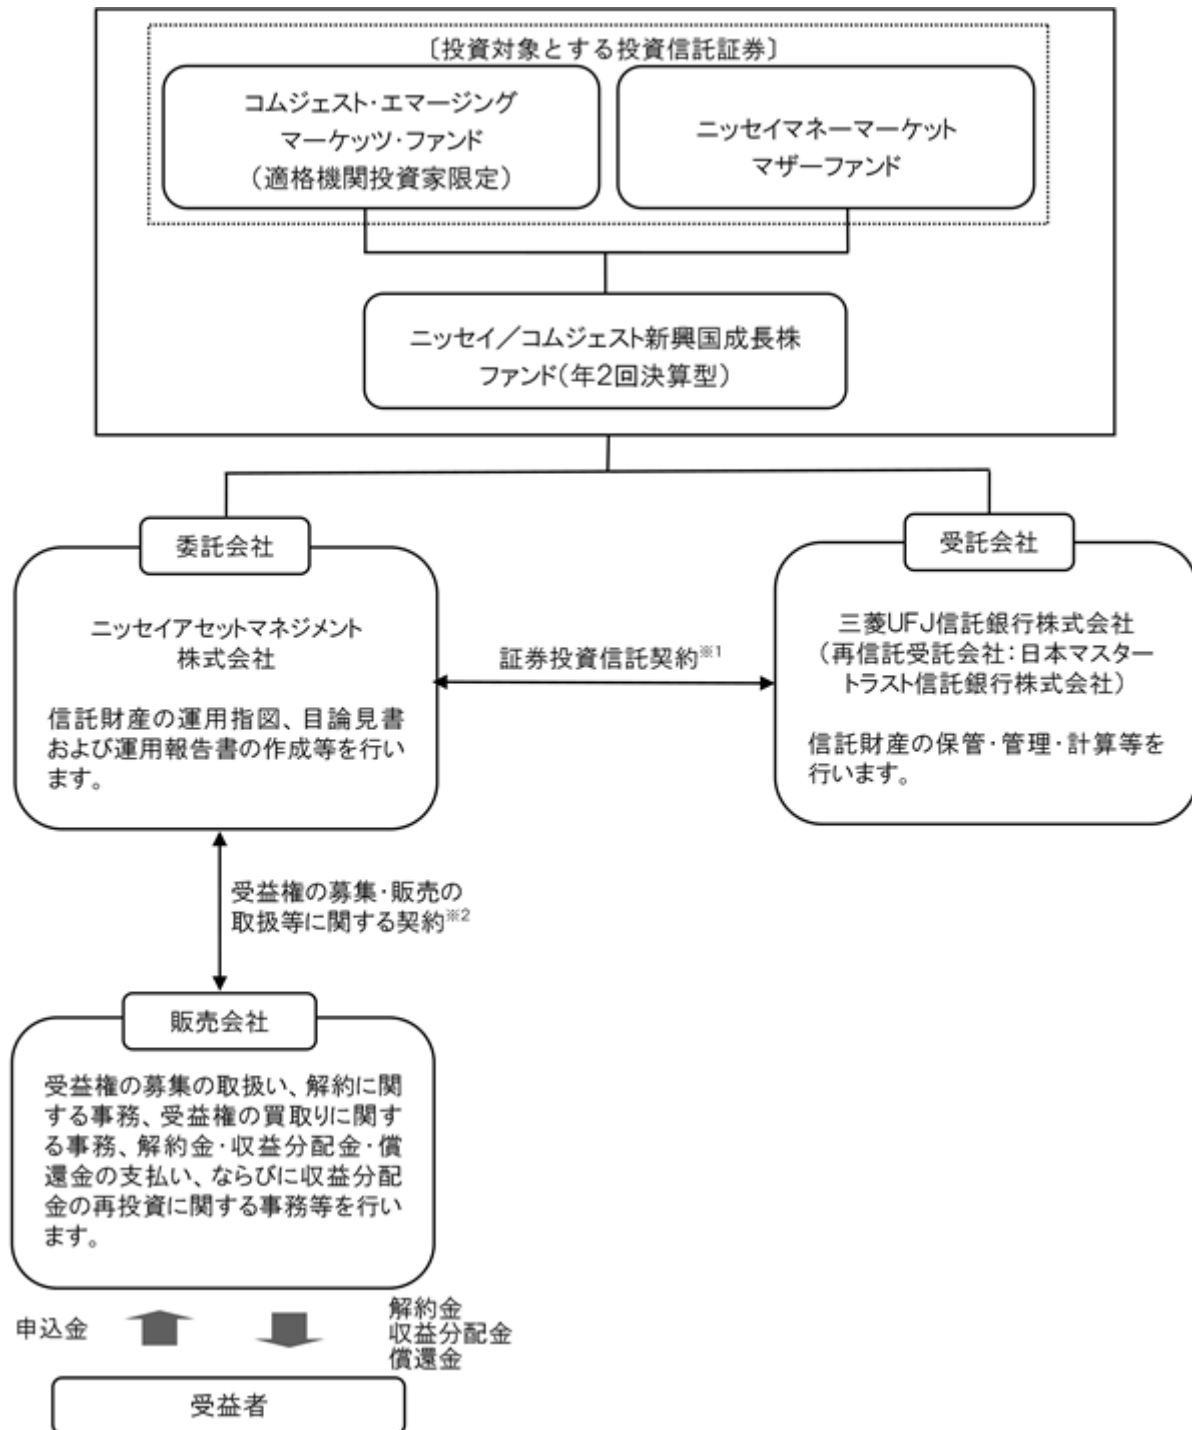 〔投資対象とする投資信託証券〕
コムジェスト・エマージング
マーケッツ・ファンド
（適格機関投資家限定）
ニッセイマネーマーケット
マザーファンド
ニッセイ／コムジェスト新興国成長株
ファンド（年2回決算型）
委託会社
ニッセイアセットマネジメント
株式会社
信託財産の運用指図、目論見書
および運用報告書の作成等を行い
ます。
証券投資信託契約※1
受託会社
三菱UFJ信託銀行株式会社
（再信託受託会社：日本マスター
トラスト信託銀行株式会社）
信託財産の保管・管理・計算等を
行います。
受益権の募集・販売の
取扱等に関する契約※2
販売会社
受益権の募集の取扱い、解約に関
する事務、受益権の買取りに関す
る事務、解約金・収益分配金・償
還金の支払い、ならびに収益分配
金の再投資に関する事務等を行い
ます。
申込金
解約金
収益分配金
償還金
受益者